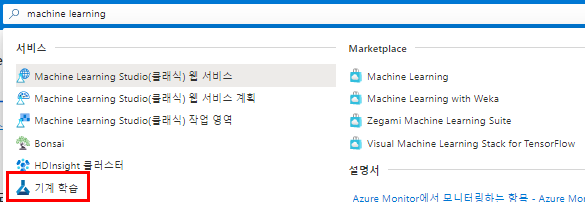 machine learning
서비스
Machine Learning Studio(클래식) 웹 서비스
Machine Learning Studio(클래식) 웹 서비스 계획
Machine Learning Studio(클래식) 작업 영역
Bonsai
HDInsight 클러스터
기계 학습
Marketplace
Machine Learning
Machine Learning with Weka
Zegami Machine Learning Suite
Visual Machine Learning Stack for TensorFlow
설명서
Azure Monitor에서 모니터링하는 항목 - Azure